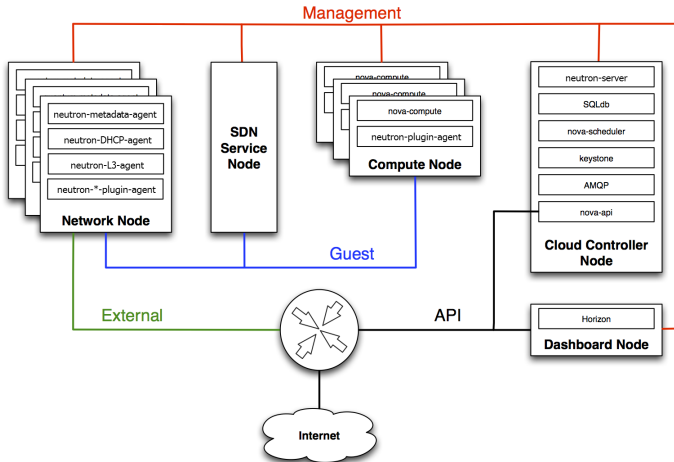 Management
neutron-metadata-agent
neutron-DHCP-agent
neutron-L3-agent
neutron-*-plugin-agent
Network Node
SDN
Service
Node
nova-compute
nova-compute
nova-compute
neutron-plugin-agent
Compute Node
neutron-server
SQLdb
nova-scheduler
keystone
AMQP
nova-api
Cloud Controller
Node
Guest
External
API
Horizon
Dashboard Node
Internet